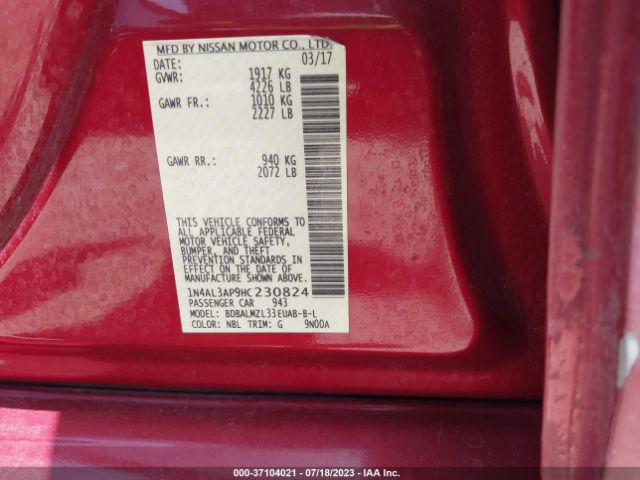 MFD BY NISSAN MOTOR CO., LTD.
DATE: 03/17
GVWR: 1917 KG
4226 LB
GAWR FR.: 1010 KG
2227 LB
GAWR RR.: 940 KG
2072 LB
THIS VEHICLE CONFORMS TO
ALL APPLICABLE FEDERAL
MOTOR VEHICLE SAFETY,
BUMPER, AND THEFT
PREVENTION STANDARDS IN
EFFECT ON THE DATE OF
MANUFACTURE SHOWN ABOVE.
1N4AL3AP9HC230824
PASSENGER CAR 943
MODEL: BDBALMZL33EUAB-B-L
COLOR: NBL TRIM: G 9N00A
000-37104021 - 07/18/2023 - IAA Inc.